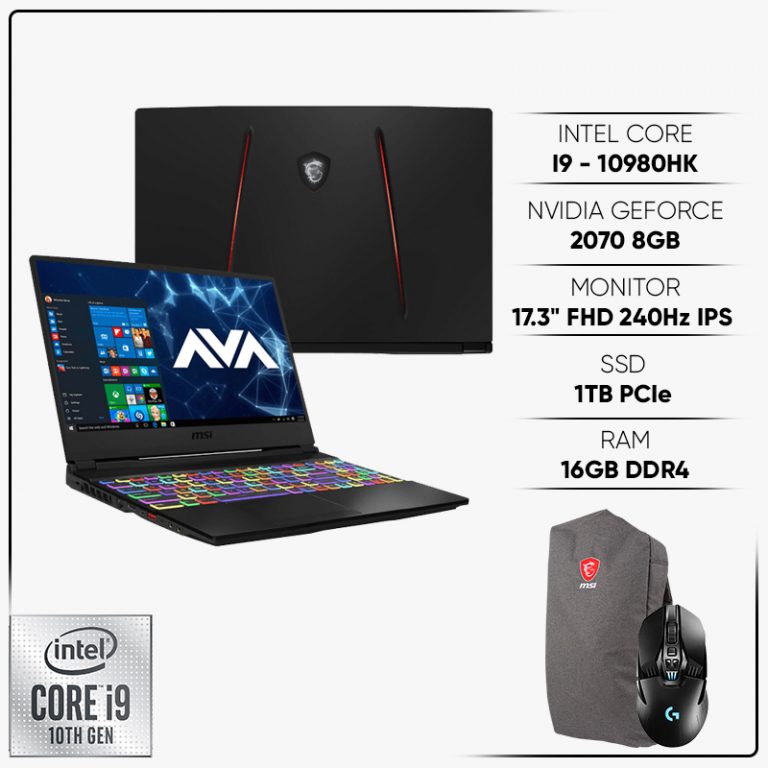 INTEL CORE
I9 - 10980HK
NVIDIA GEFORCE
2070 8GB
MONITOR
17.3" FHD 240Hz IPS
SSD
1TB PCIe
RAM
16GB DDR4
AVA
msi
msi
G
intel
CORE i9
10TH GEN